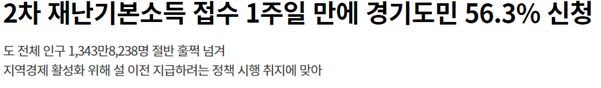 2차 재난기본소득 접수 1주일 만에 경기도민 56.3% 신청
도 전체 인구 1,343만8,238명 절반 훌쩍 넘겨
지역경제 활성화 위해 설 이전 지급하려는 정책 시행 취지에 맞아